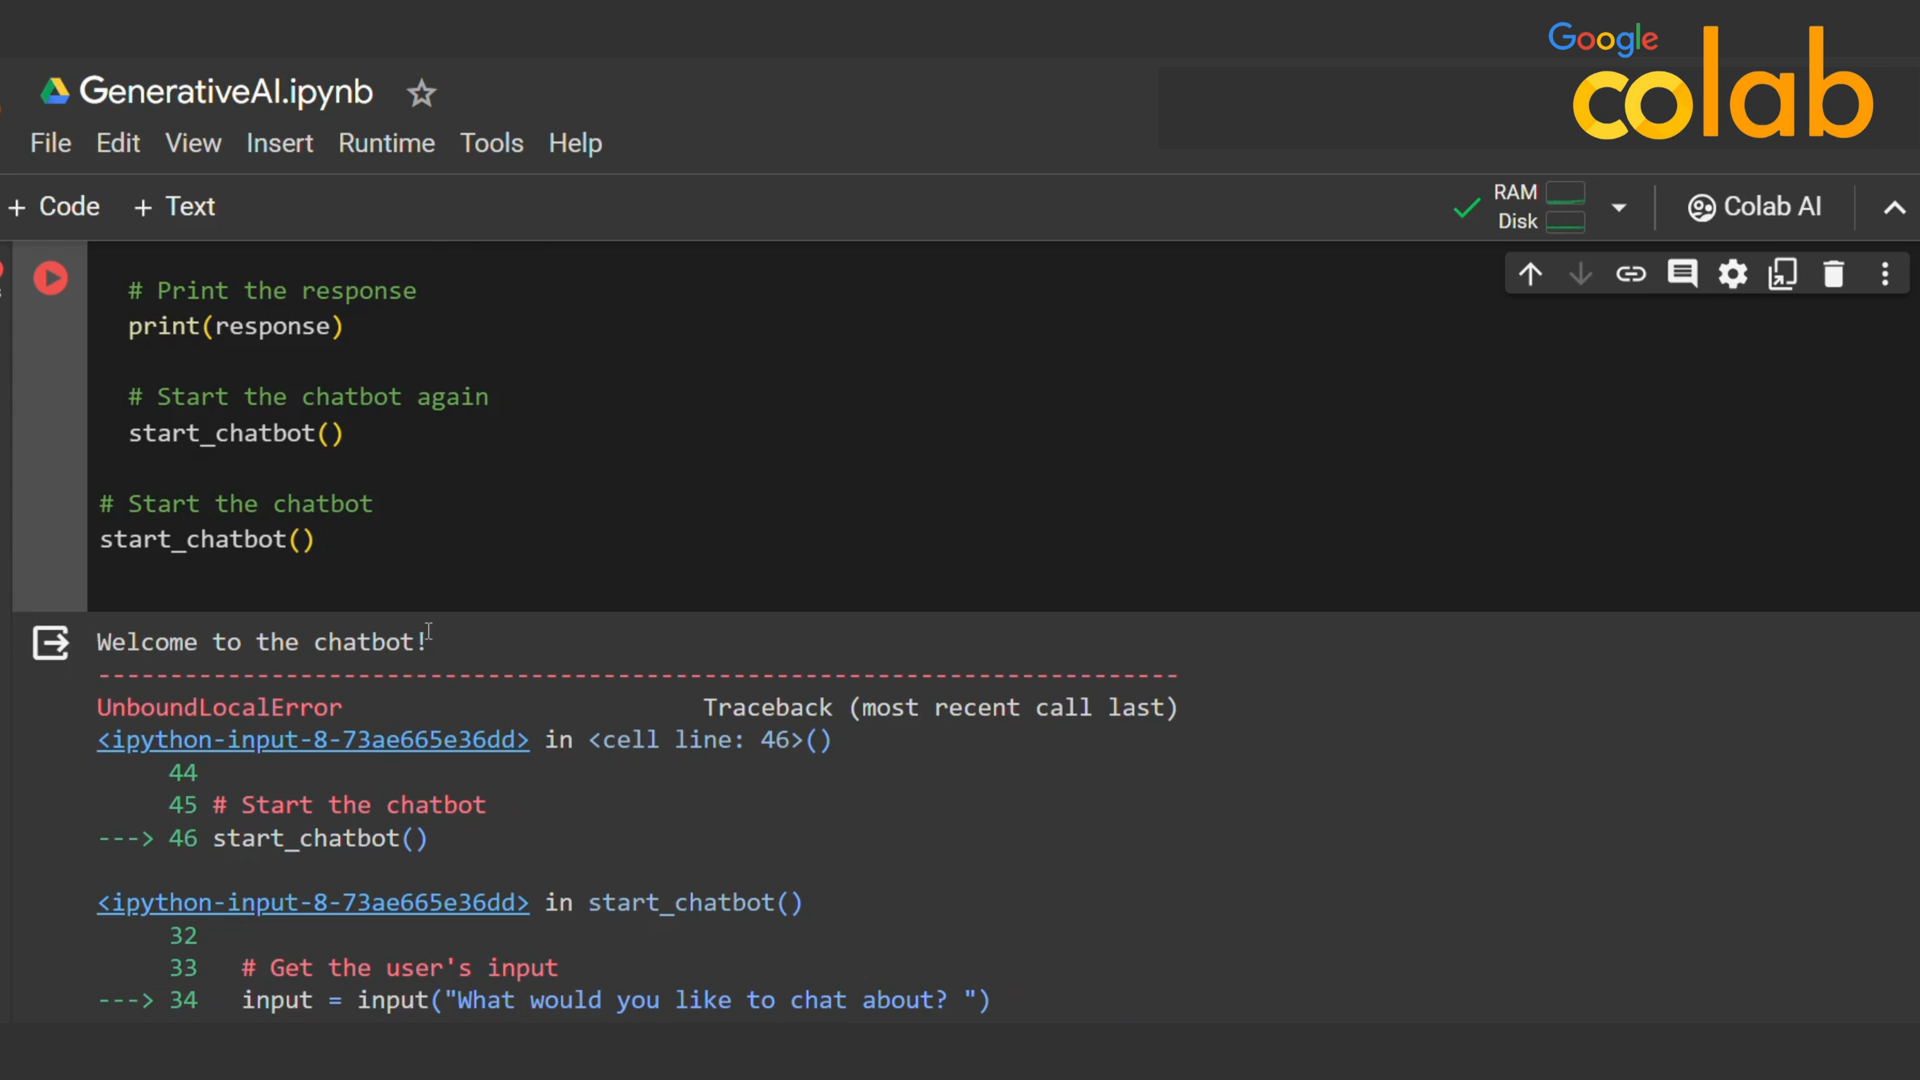 Google
colab
GenerativeAI.ipynb
File Edit View Insert Runtime Tools Help
+ Code + Text
RAM
Disk
Colab AI
# Print the response
print(response)
# Start the chatbot again
start_chatbot()
# Start the chatbot
start_chatbot()
Welcome to the chatbot!
---------------------------------------------------------------------------
UnboundLocalError Traceback (most recent call last)
<ipython-input-8-73ae665e36dd> in <cell line: 46>()
44
45 # Start the chatbot
---> 46 start_chatbot()
<ipython-input-8-73ae665e36dd> in start_chatbot()
32
33 # Get the user's input
---> 34 input = input("What would you like to chat about? ")